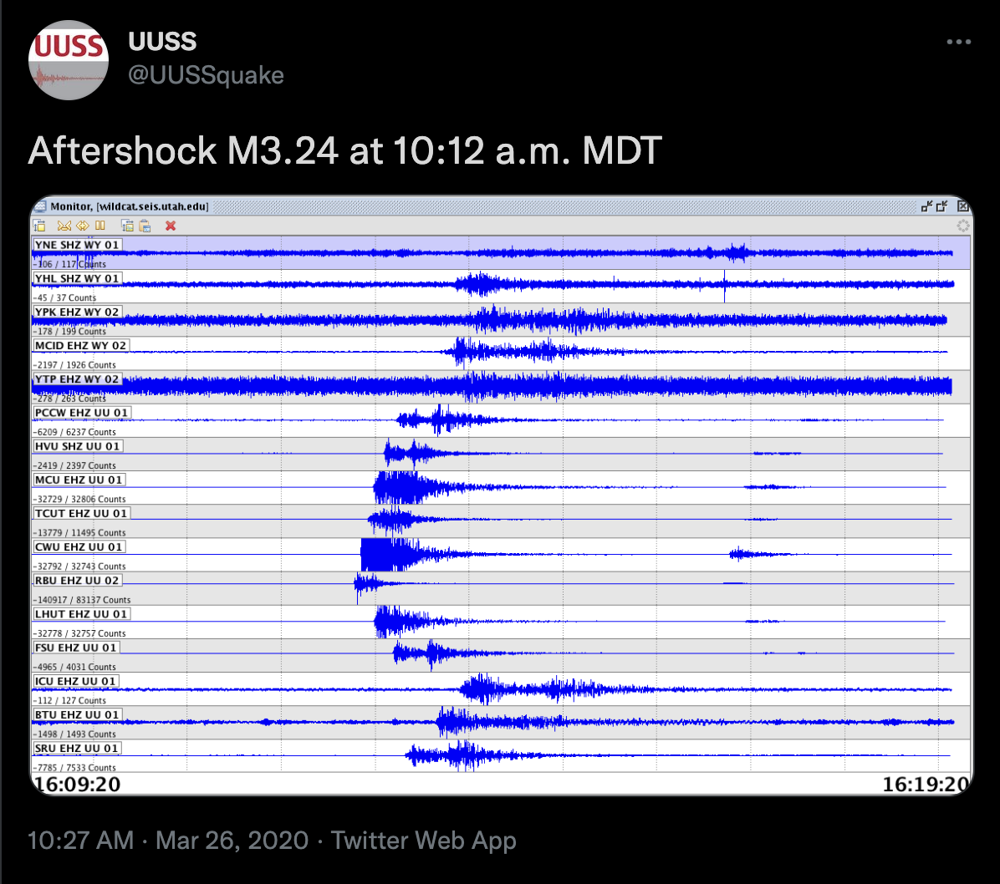 UUSS
UUSS
@UUSSquake
Aftershock M3.24 at 10:12 a.m. MDT
Monitor, [wildcat.seis.utah.edu]
YNE SHZ WY 01
-106 / 117 Counts
YHL SHZ WY 01
-45 / 37 Counts
YPK EHZ WY 02
-178 / 199 Counts
MCID EHZ WY 02
-2197 / 1926 Counts
YTP EHZ WY 02
-278 / 263 Counts
PCCW EHZ UU 01
-6209 / 6237 Counts
HVU SHZ UU 01
-2419 / 2397 Counts
MCU EHZ UU 01
-32729 / 32806 Counts
TCUT EHZ UU 01
-13779 / 11495 Counts
CWU EHZ UU 01
-32792 / 32743 Counts
RBU EHZ UU 02
-140917 / 83137 Counts
LHUT EHZ UU 01
-32778 / 32757 Counts
FSU EHZ UU 01
-4965 / 4031 Counts
ICU EHZ UU 01
-112 / 127 Counts
BTU EHZ UU 01
-1498 / 1493 Counts
SRU EHZ UU 01
-7785 / 7533 Counts
16:09:20 16:19:20
10:27 AM · Mar 26, 2020 · Twitter Web App